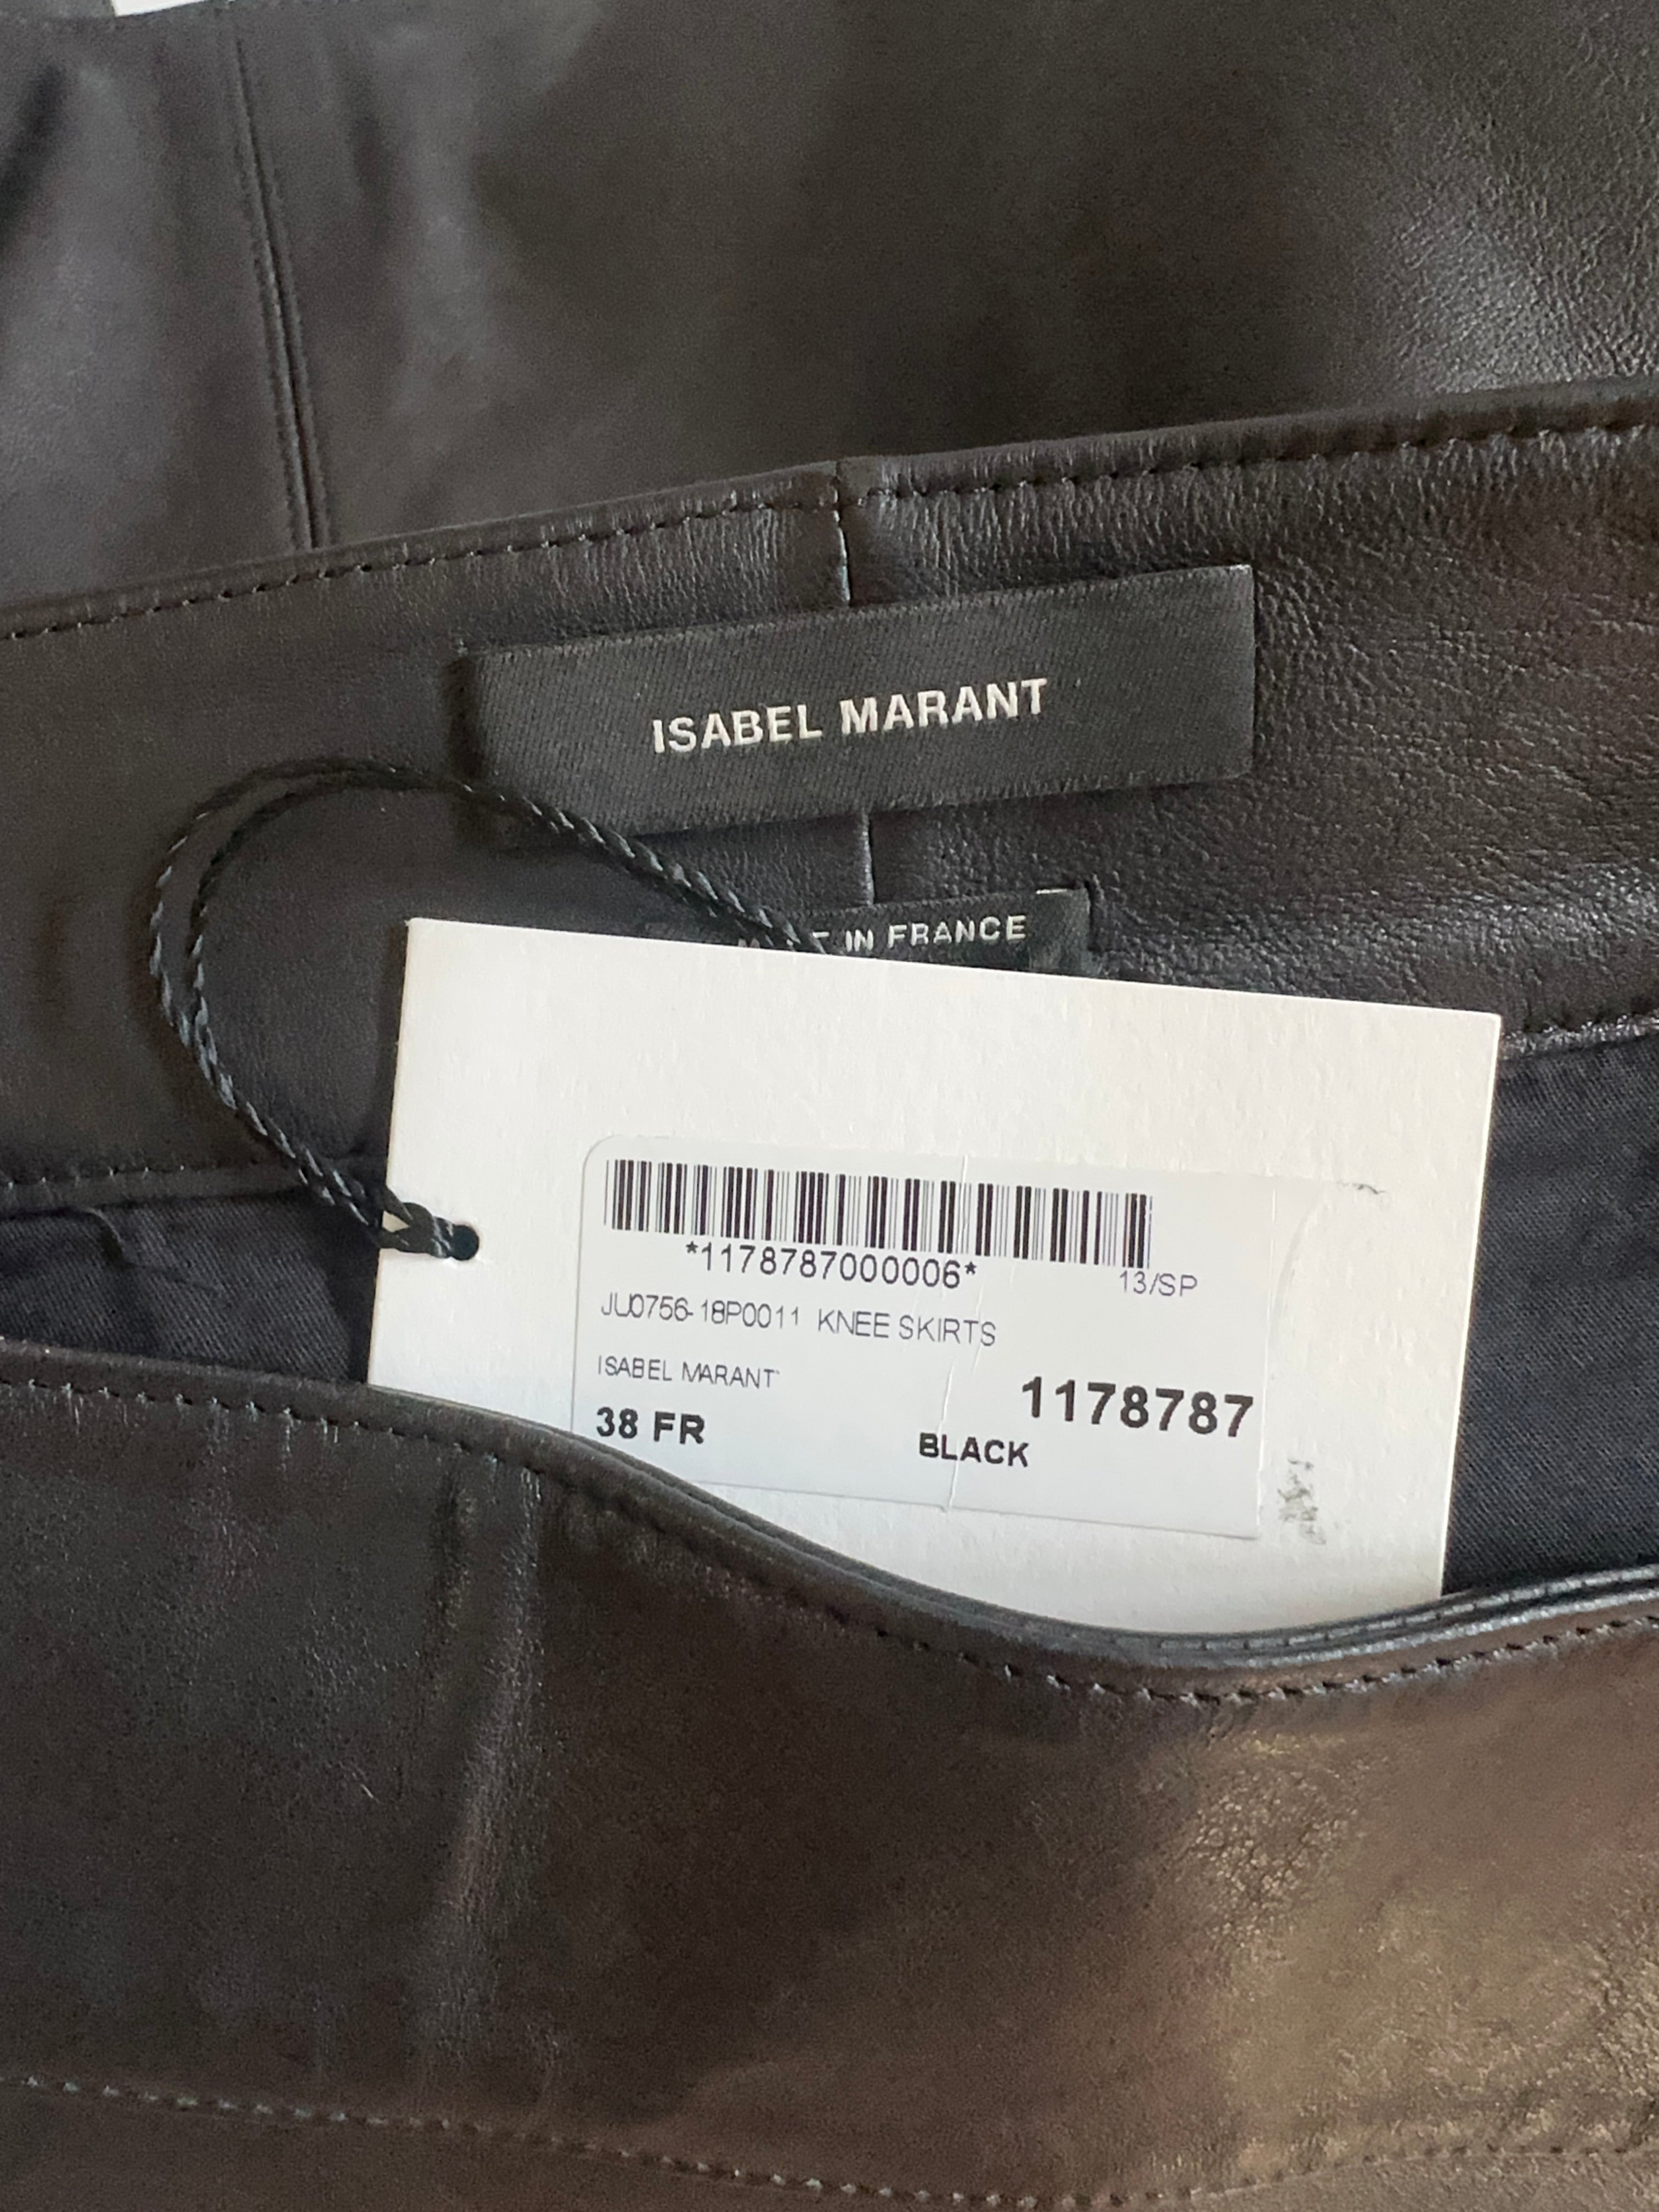 ISABEL MARANT
IN FRANCE
*1178787000006*
13/SP
JU0756-18P0011 KNEE SKIRTS
ISABEL MARANT
1178787
38 FR
BLACK